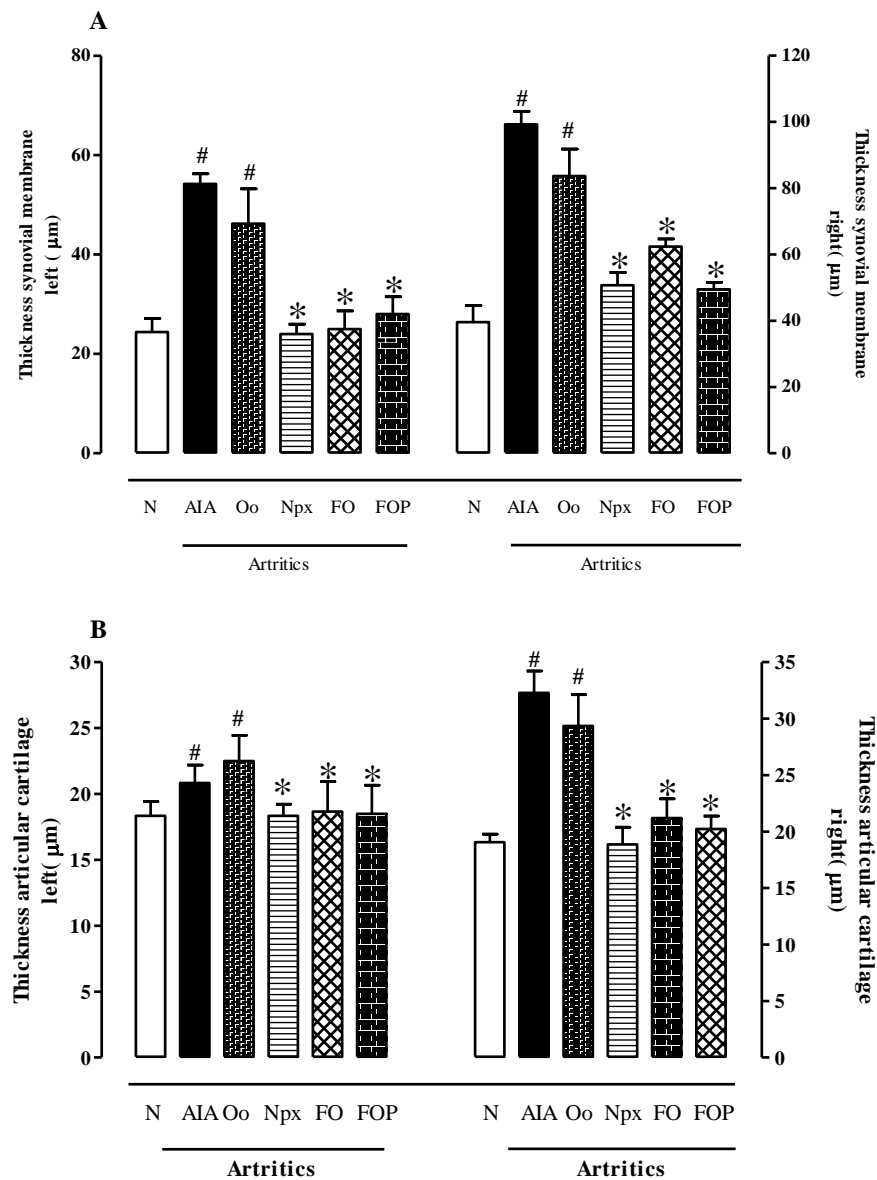 A
80
60
40
20
0
Thickness synovial membrane
left ( μm)
# # * * *
# # * * *
120
100
80
60
40
20
0
Thickness synovial membrane
right( μm)
N AIA Oo Npx FO FOP
N AIA Oo Npx FO FOP
Artritics
Artritics
B
30
25
20
15
10
5
0
Thickness articular cartilage
left( μm)
# # * * *
# # * * *
35
30
25
20
15
10
5
0
Thickness articular cartilage
right( μm)
N AIA Oo Npx FO FOP
N AIA Oo Npx FO FOP
Artritics
Artritics